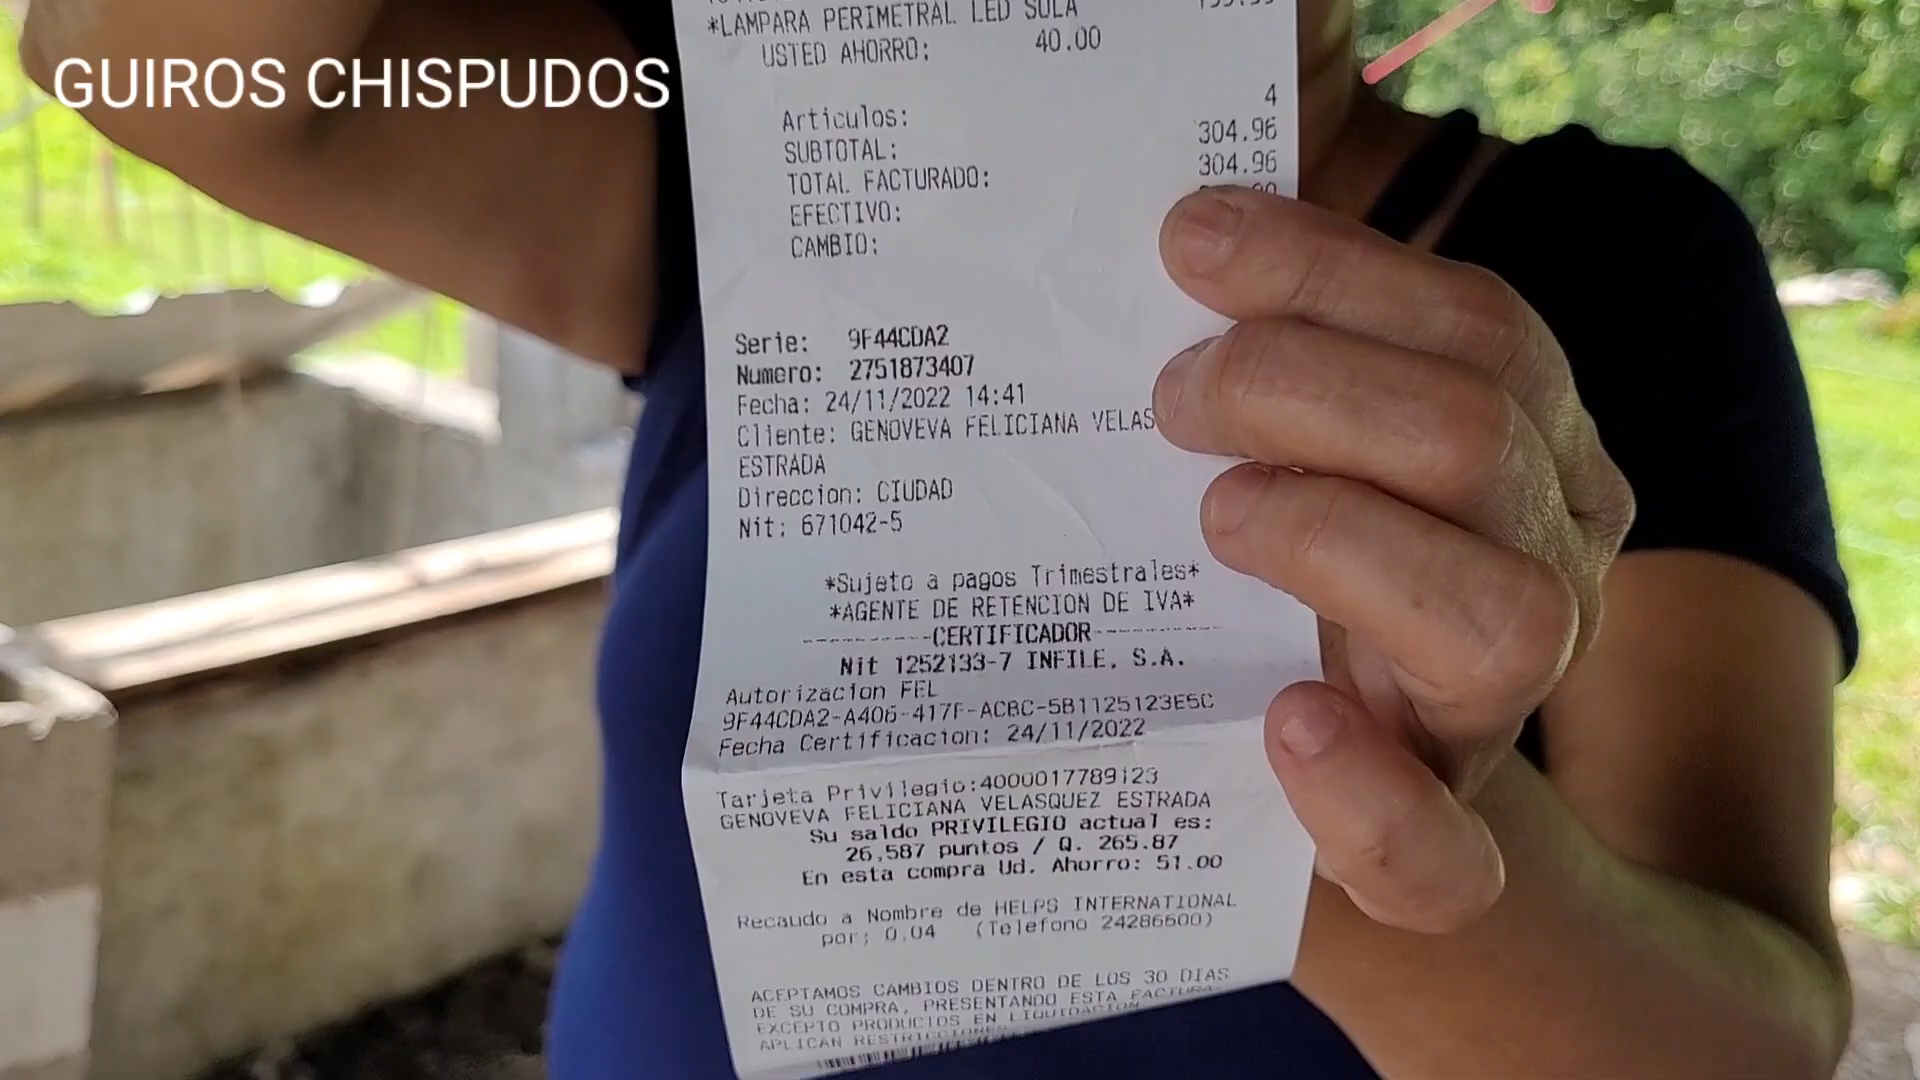 GUIROS CHISPUDOS
*LAMPARA PERIMETRAL LED SOLA
USTED AHORRO: 40.00
Articulos: 4
SUBTOTAL: 304.96
TOTAL FACTURADO: 304.96
EFECTIVO:
CAMBIO:
Serie: 9F44CDA2
Numero: 2751873407
Fecha: 24/11/2022 14:41
Cliente: GENOVEVA FELICIANA VELAS
ESTRADA
Direccion: CIUDAD
Nit: 671042-5
*Sujeto a pagos Trimestrales*
*AGENTE DE RETENCION DE IVA*
----------CERTIFICADOR----------
Nit 1252133-7 INFILE, S.A.
Autorizacion FEL
9F44CDA2-A406-417F-ACBC-5B1125123E5C
Fecha Certificacion: 24/11/2022
Tarjeta Privilegio:4000017789123
GENOVEVA FELICIANA VELASQUEZ ESTRADA
Su saldo PRIVILEGIO actual es:
26,587 puntos / Q. 265.87
En esta compra Ud. Ahorro: 51.00
Recaudo a Nombre de HELPS INTERNATIONAL
por; 0.04 (Telefono 24286600)
ACEPTAMOS CAMBIOS DENTRO DE LOS 30 DIAS
DE SU COMPRA, PRESENTANDO ESTA FACTURA.
EXCEPTO PRODUCTOS EN LIQUIDACION
APLICAN RESTRICCIONES